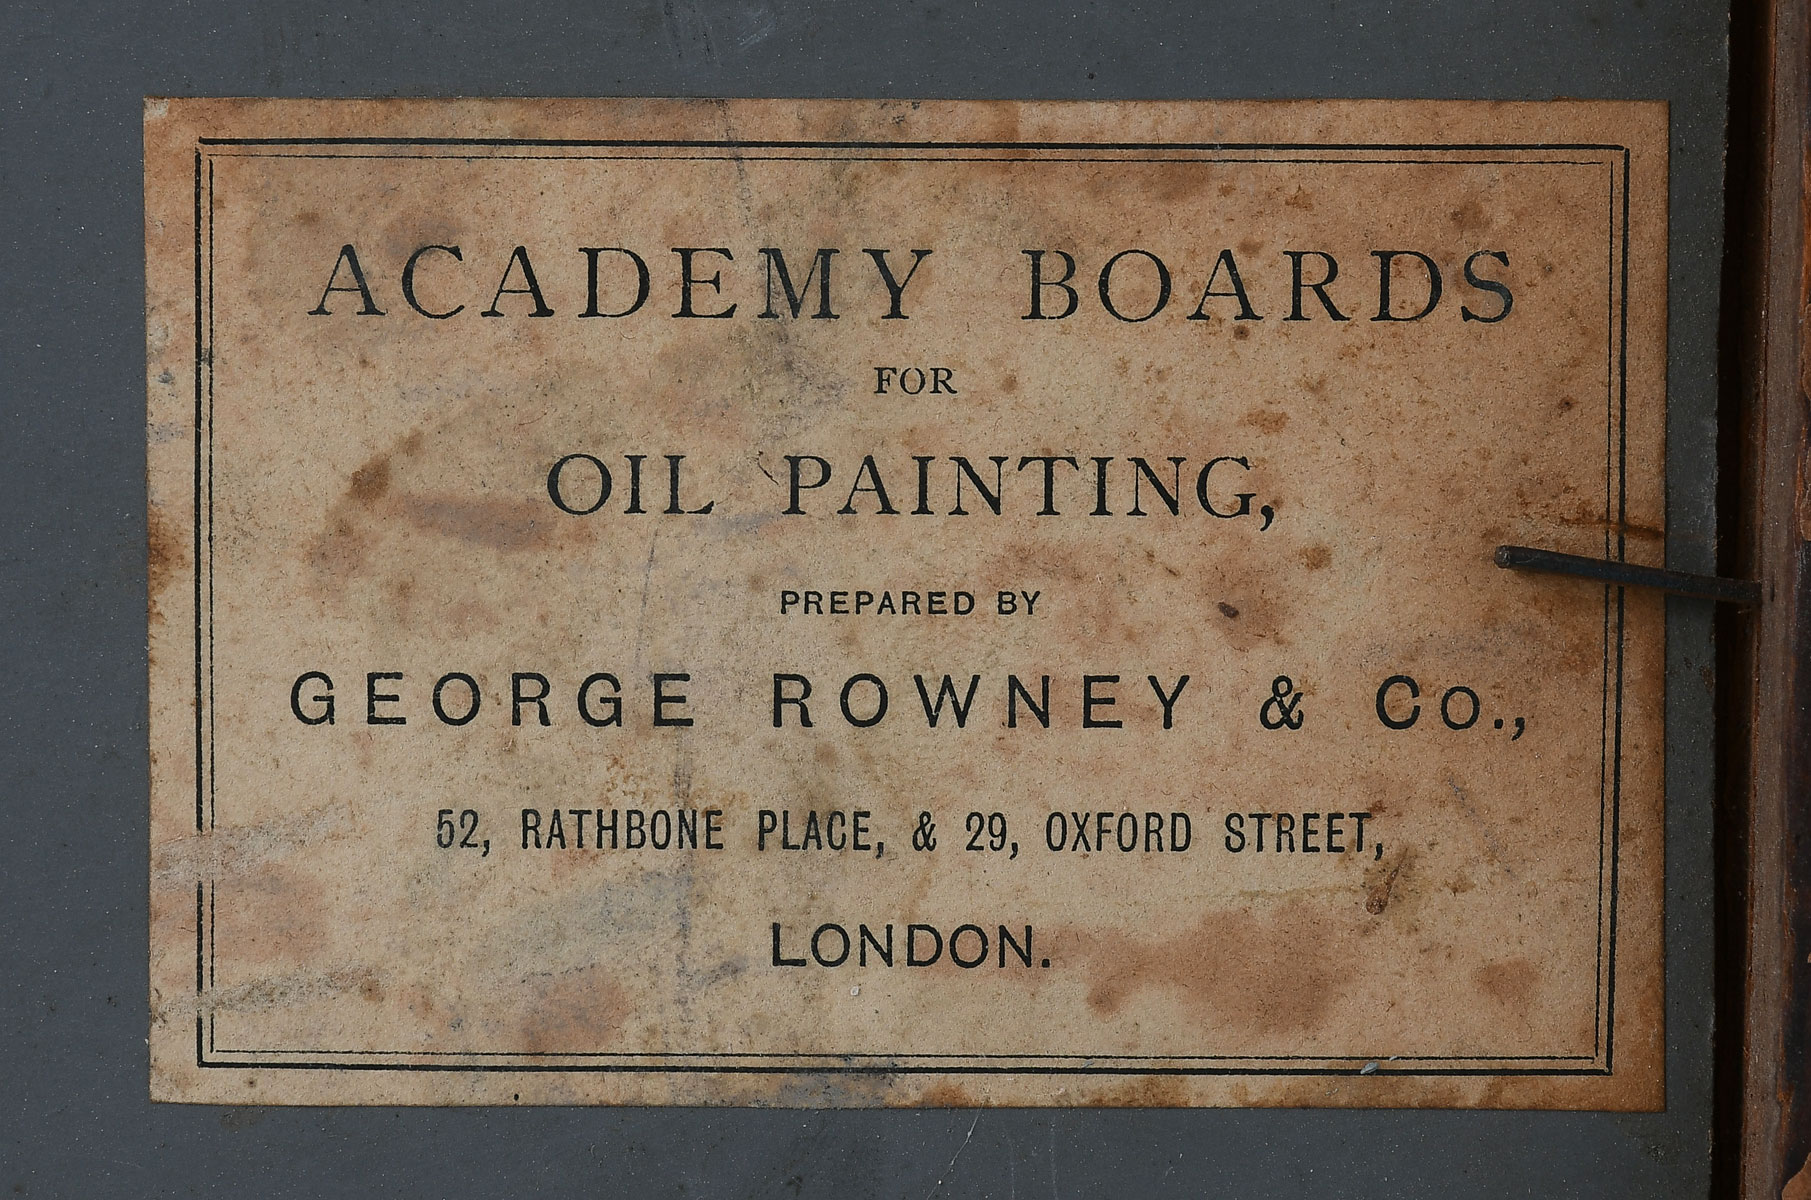 ACADEMY BOARDS
FOR
OIL PAINTING,
PREPARED BY
GEORGE ROWNEY & Co.,
52, RATHBONE PLACE, & 29, OXFORD STREET,
LONDON.